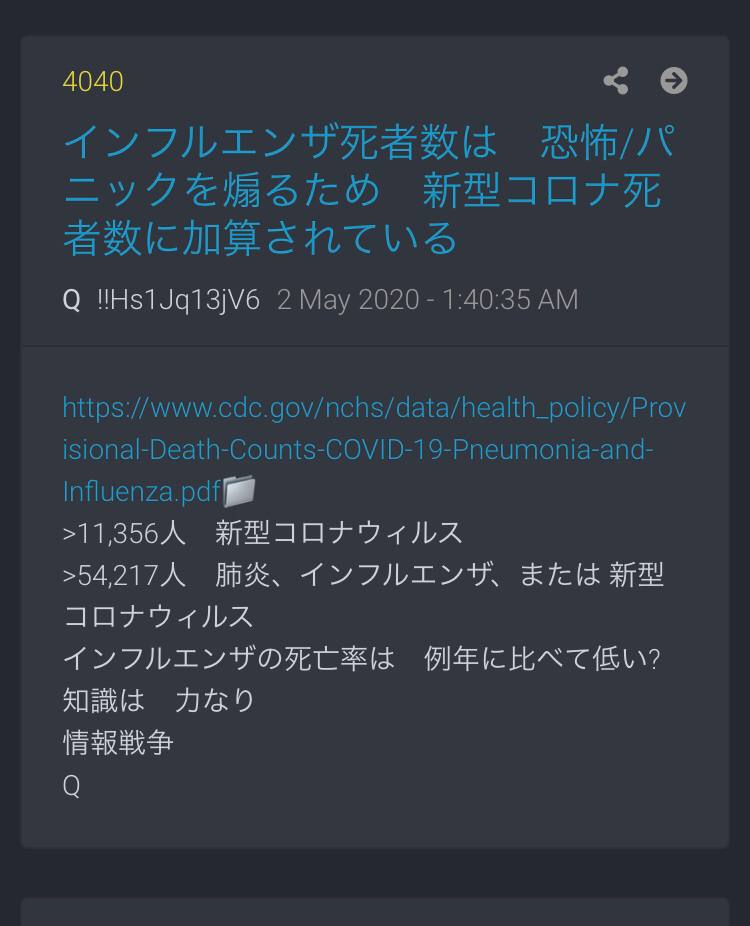 4040
インフルエンザ死者数は　恐怖/パ
ニックを煽るため　新型コロナ死
者数に加算されている
Q !!Hs1Jq13jV6 2 May 2020 - 1:40:35 AM
https://www.cdc.gov/nchs/data/health_policy/Prov
isional-Death-Counts-COVID-19-Pneumonia-and-
Influenza.pdf
>11,356人　新型コロナウィルス
>54,217人　肺炎、インフルエンザ、または 新型
コロナウィルス
インフルエンザの死亡率は　例年に比べて低い?
知識は　力なり
情報戦争
Q